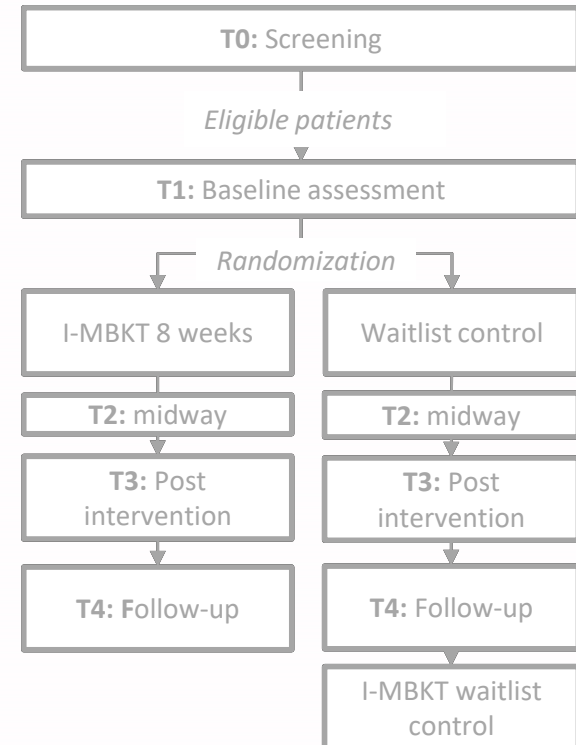 T0: Screening
Eligible patients
T1: Baseline assessment
Randomization
I-MBKT 8 weeks
Waitlist control
T2: midway
T2: midway
T3: Post
intervention
T3: Post
intervention
T4: Follow-up
T4: Follow-up
I-MBKT waitlist
control